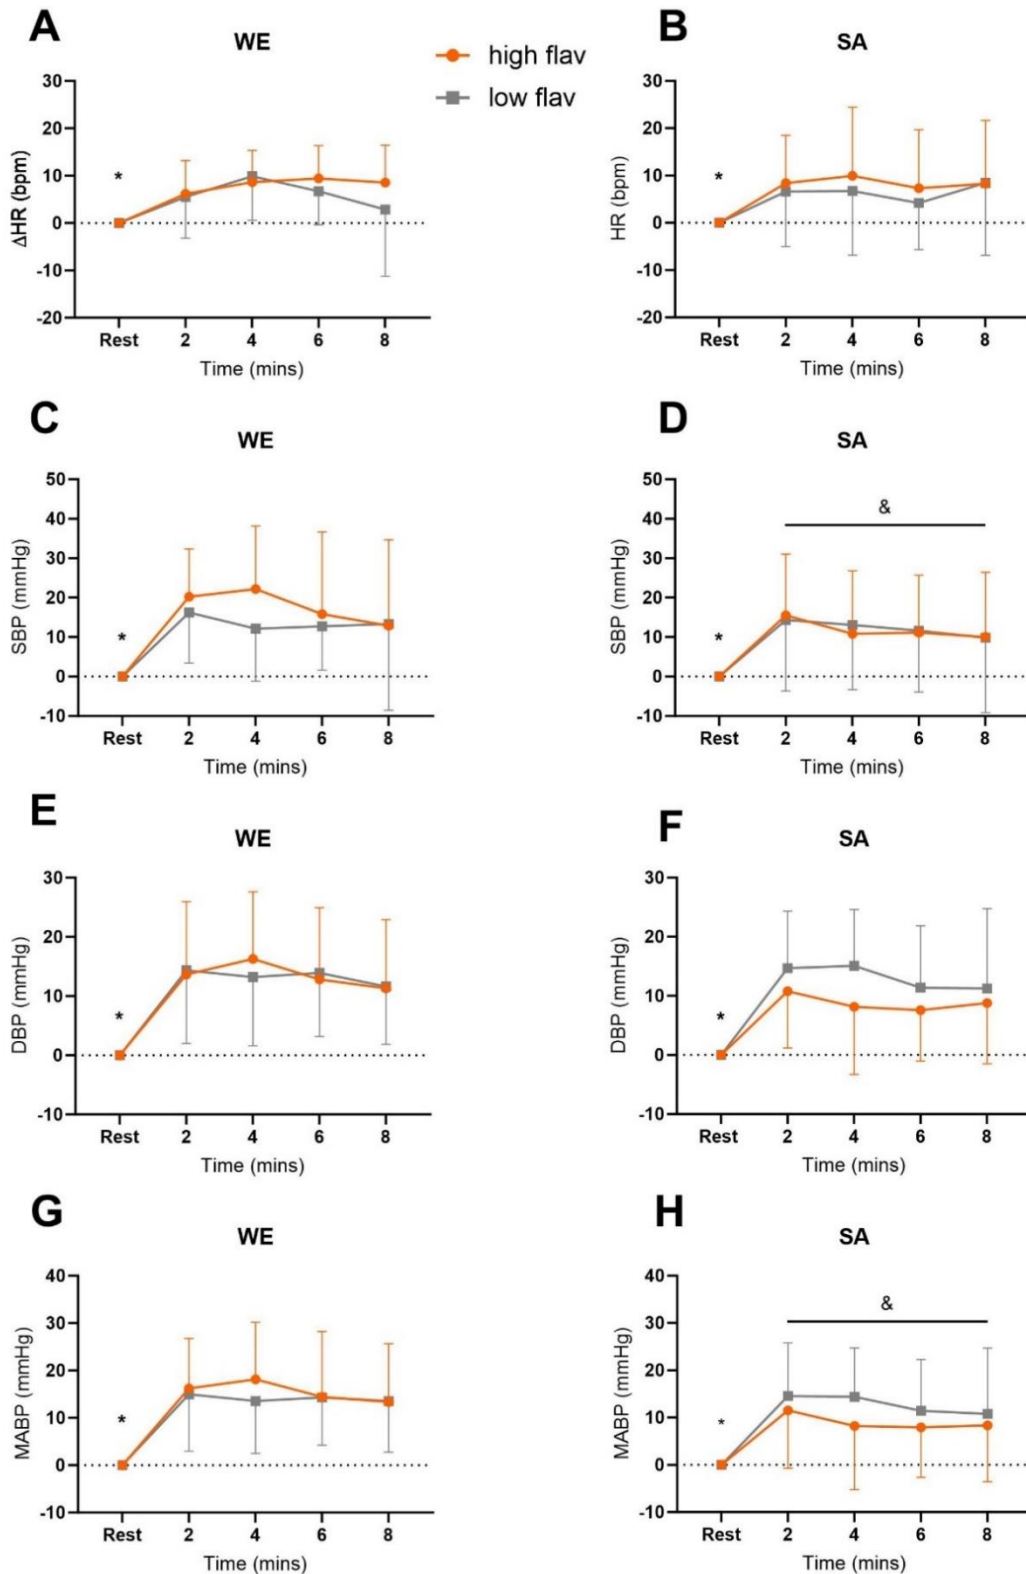 A
WE
high flav
low flav
ΔHR (bpm)
30
20
10
0
-10
-20
*
Rest 2 4 6 8
Time (mins)
B
SA
HR (bpm)
30
20
10
0
-10
-20
*
Rest 2 4 6 8
Time (mins)
C
WE
SBP (mmHg)
50
40
30
20
10
0
-10
*
Rest 2 4 6 8
Time (mins)
D
SA
SBP (mmHg)
50
40
30
20
10
0
-10
&
*
Rest 2 4 6 8
Time (mins)
E
WE
DBP (mmHg)
30
20
10
0
-10
*
Rest 2 4 6 8
Time (mins)
F
SA
DBP (mmHg)
30
20
10
0
-10
*
Rest 2 4 6 8
Time (mins)
G
WE
MABP (mmHg)
40
30
20
10
0
-10
*
Rest 2 4 6 8
Time (mins)
H
SA
MABP (mmHg)
40
30
20
10
0
-10
&
*
Rest 2 4 6 8
Time (mins)